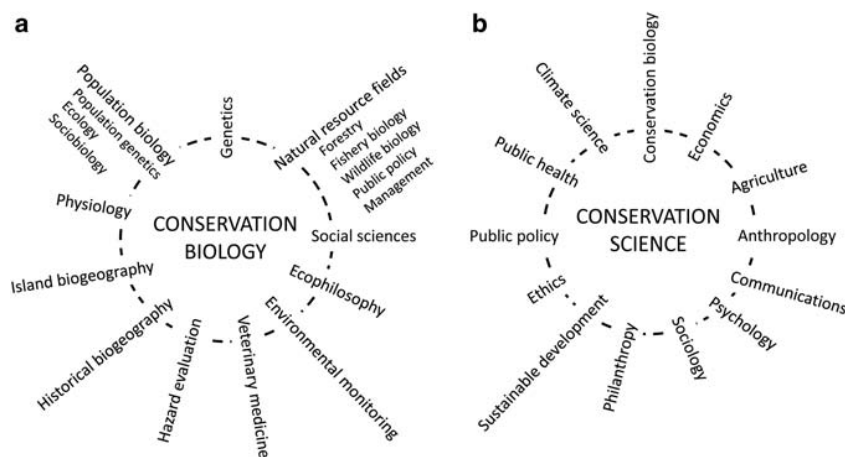 a
Population biology
Population genetics
Ecology
Sociobiology
Genetics
Natural resource fields
Forestry
Fishery biology
Wildlife biology
Public policy
Management
Physiology
CONSERVATION
BIOLOGY
Social sciences
Island biogeography
Ecophilosophy
Historical biogeography
Hazard evaluation
Veterinary medicine
Environmental monitoring
b
Climate science
Conservation biology
Economics
Public health
Agriculture
Public policy
CONSERVATION
SCIENCE
Anthropology
Ethics
Communications
Sustainable development
Philanthropy
Sociology
Psychology